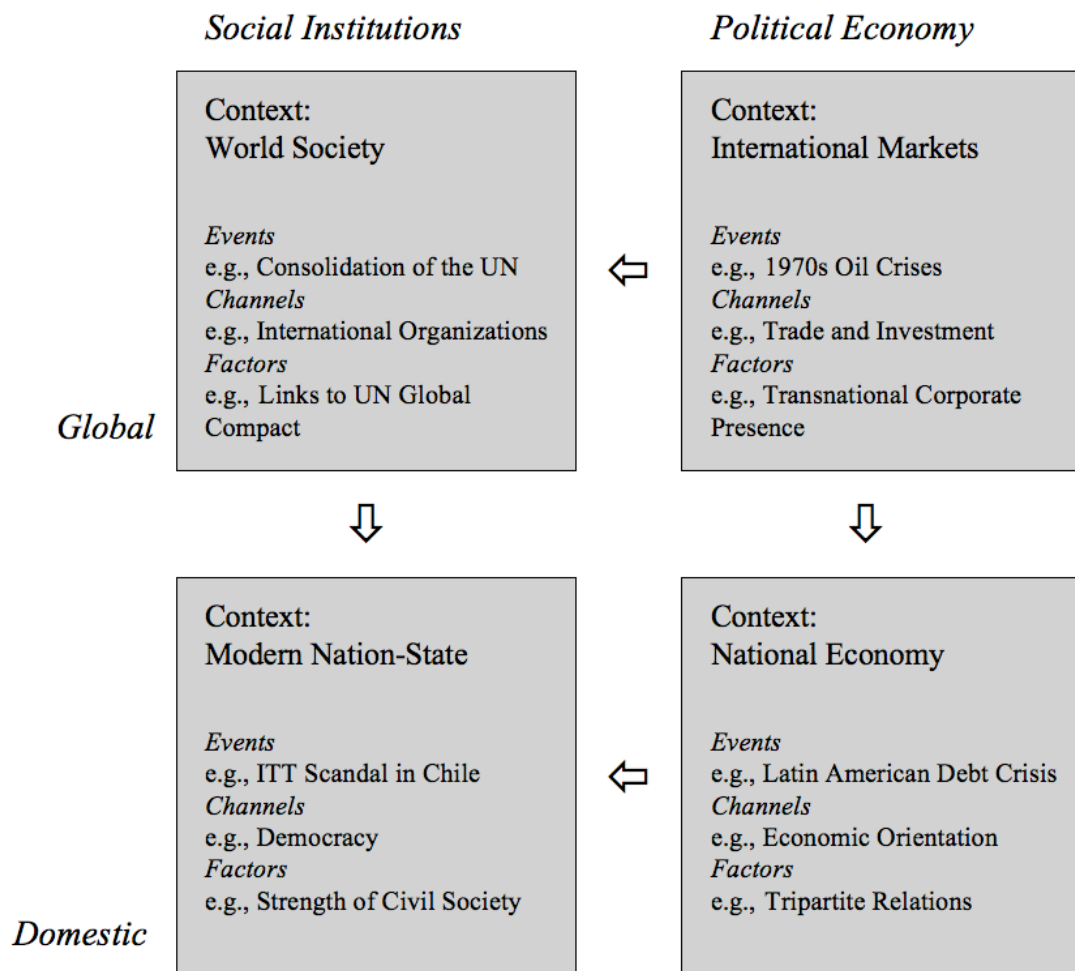 Social Institutions
Political Economy
Context:
World Society
Events
e.g., Consolidation of the UN
Channels
e.g., International Organizations
Factors
e.g., Links to UN Global
Compact
Context:
International Markets
Events
e.g., 1970s Oil Crises
Channels
e.g., Trade and Investment
Factors
e.g., Transnational Corporate
Presence
Global
Context:
Modern Nation-State
Events
e.g., ITT Scandal in Chile
Channels
e.g., Democracy
Factors
e.g., Strength of Civil Society
Context:
National Economy
Events
e.g., Latin American Debt Crisis
Channels
e.g., Economic Orientation
Factors
e.g., Tripartite Relations
Domestic